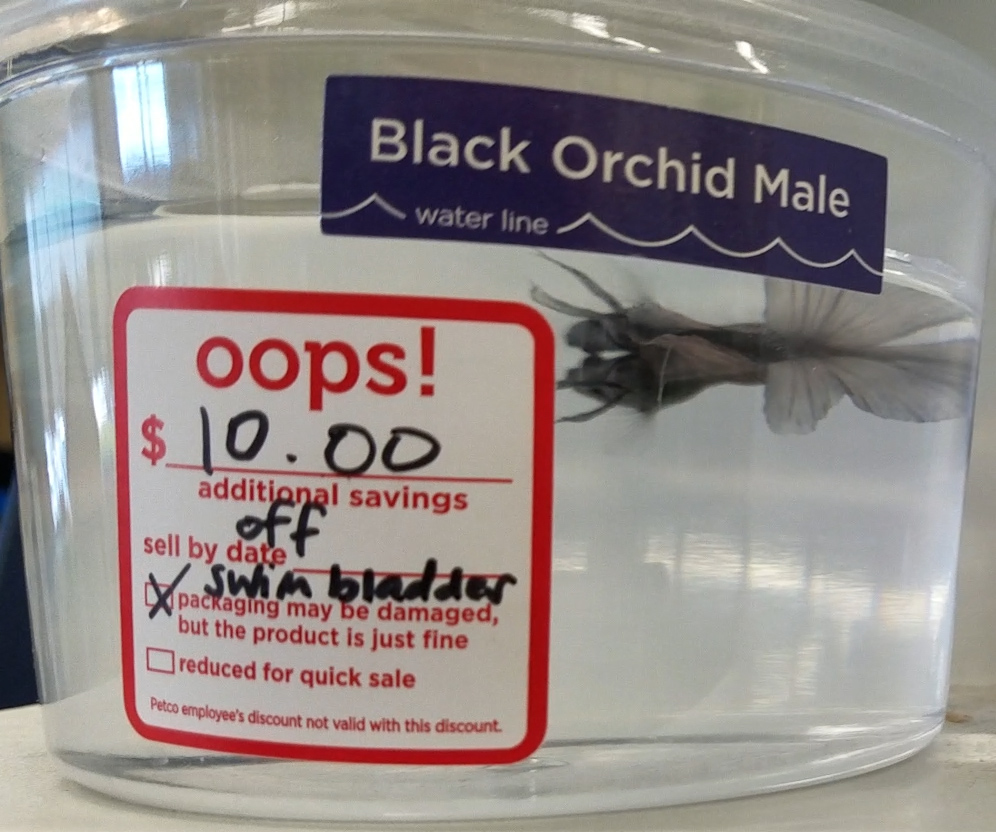 Black Orchid Male
water line
oops!
$ 10.00
additional savings
off
sell by date
swim bladder
X packaging may be damaged,
but the product is just fine
reduced for quick sale
Petco employee's discount not valid with this discount.